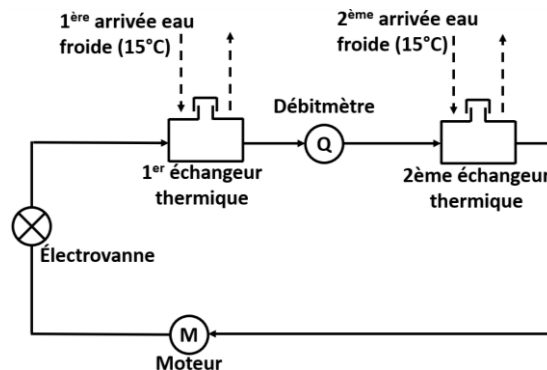 1ère arrivée eau
froide (15°C)
2ème arrivée eau
froide (15°C)
Débitmètre
Q
1er échangeur
thermique
2ème échangeur
thermique
Électrovanne
M
Moteur